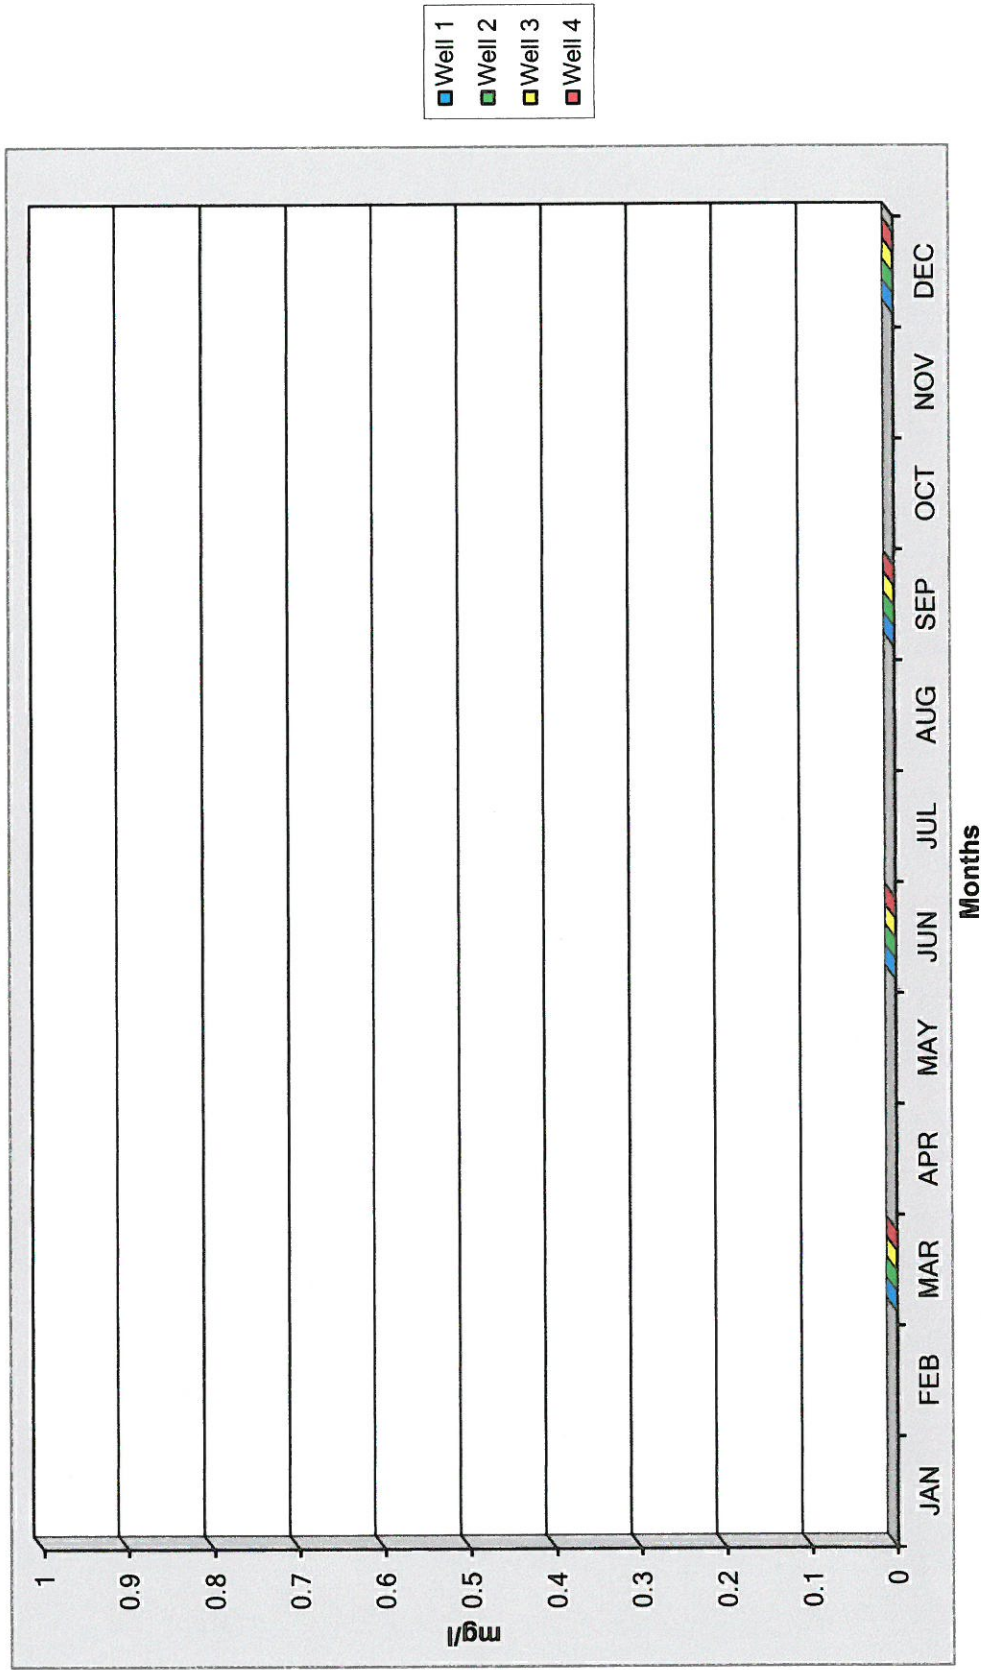 1
0.9
0.8
0.7
0.6
0.5
0.4
0.3
0.2
0.1
0
mg/l
JAN FEB MAR APR MAY JUN JUL AUG SEP OCT NOV DEC
Months
Well 1
Well 2
Well 3
Well 4